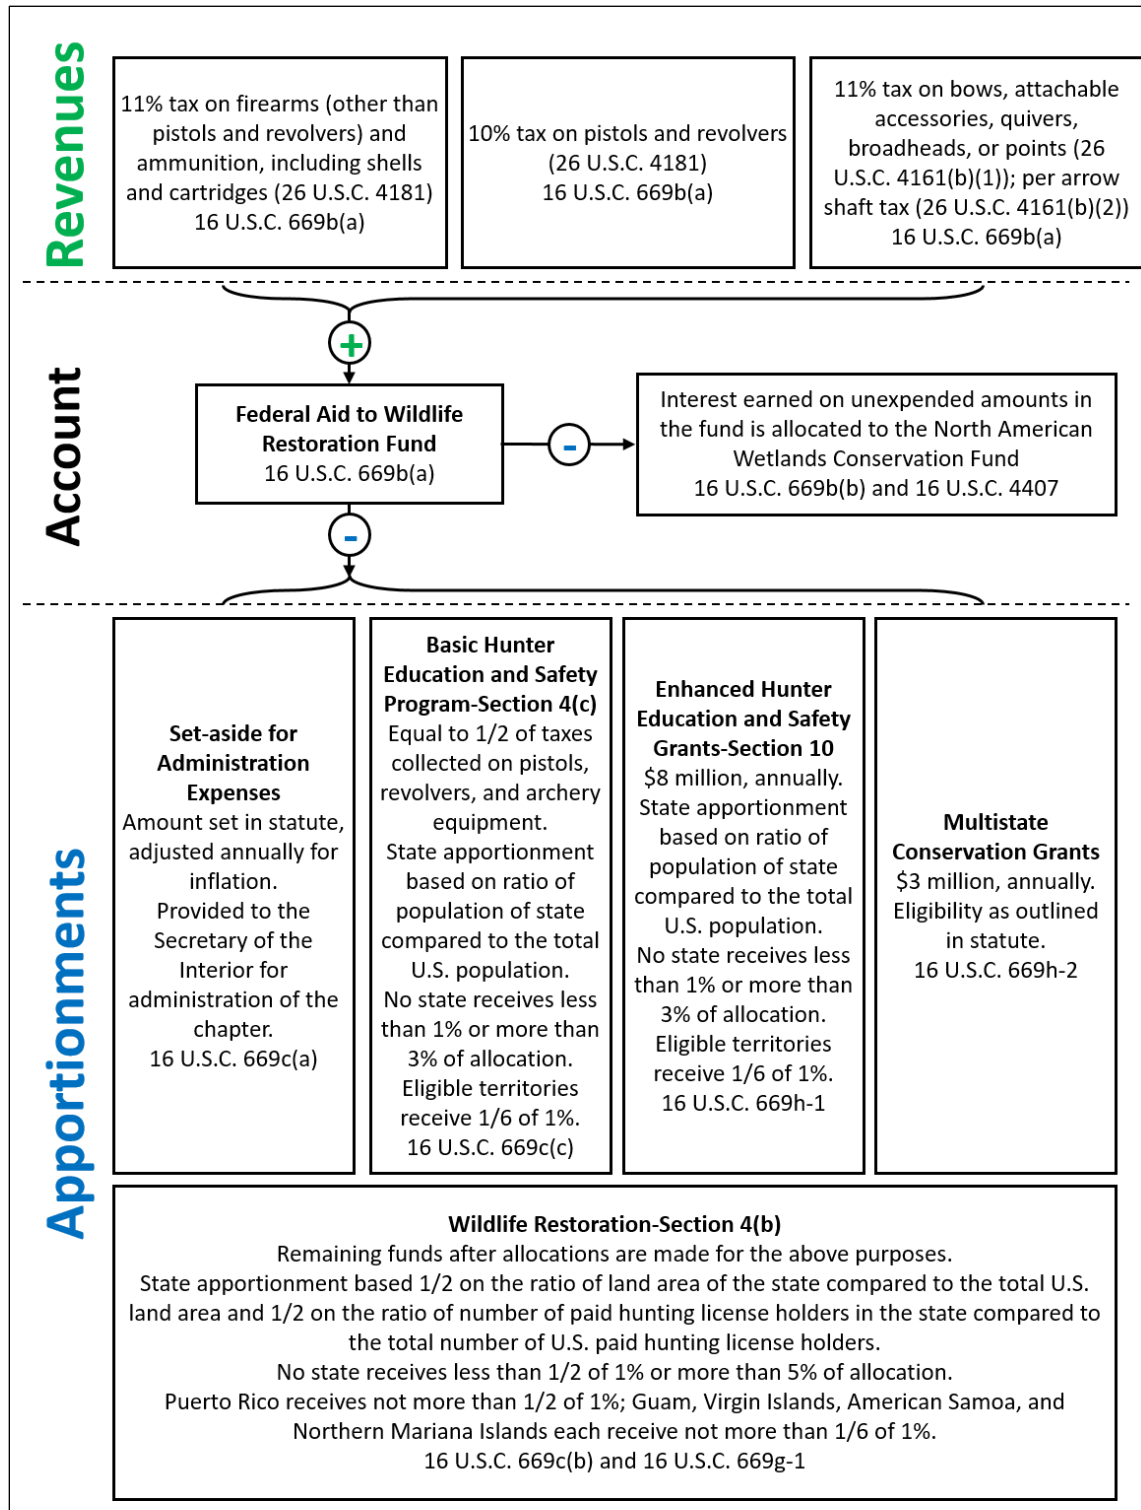 Revenues
11% tax on firearms (other than
pistols and revolvers) and
ammunition, including shells
and cartridges (26 U.S.C. 4181)
16 U.S.C. 669b(a)
10% tax on pistols and revolvers
(26 U.S.C. 4181)
16 U.S.C. 669b(a)
11% tax on bows, attachable
accessories, quivers,
broadheads, or points (26
U.S.C. 4161(b)(1)); per arrow
shaft tax (26 U.S.C. 4161(b)(2))
16 U.S.C. 669b(a)
Account
+
Federal Aid to Wildlife
Restoration Fund
16 U.S.C. 669b(a)
-
Interest earned on unexpended amounts in
the fund is allocated to the North American
Wetlands Conservation Fund
16 U.S.C. 669b(b) and 16 U.S.C. 4407
-
Apportionments
Set-aside for
Administration
Expenses
Amount set in statute,
adjusted annually for
inflation.
Provided to the
Secretary of the
Interior for
administration of the
chapter.
16 U.S.C. 669c(a)
Basic Hunter
Education and Safety
Program-Section 4(c)
Equal to 1/2 of taxes
collected on pistols,
revolvers, and archery
equipment.
State apportionment
based on ratio of
population of state
compared to the total
U.S. population.
No state receives less
than 1% or more than
3% of allocation.
Eligible territories
receive 1/6 of 1%.
16 U.S.C. 669c(c)
Enhanced Hunter
Education and Safety
Grants-Section 10
$8 million, annually.
State apportionment
based on ratio of
population of state
compared to the total
U.S. population.
No state receives less
than 1% or more than
3% of allocation.
Eligible territories
receive 1/6 of 1%.
16 U.S.C. 669h-1
Multistate
Conservation Grants
$3 million, annually.
Eligibility as outlined
in statute.
16 U.S.C. 669h-2
Wildlife Restoration-Section 4(b)
Remaining funds after allocations are made for the above purposes.
State apportionment based 1/2 on the ratio of land area of the state compared to the total U.S.
land area and 1/2 on the ratio of number of paid hunting license holders in the state compared to
the total number of U.S. paid hunting license holders.
No state receives less than 1/2 of 1% or more than 5% of allocation.
Puerto Rico receives not more than 1/2 of 1%; Guam, Virgin Islands, American Samoa, and
Northern Mariana Islands each receive not more than 1/6 of 1%.
16 U.S.C. 669c(b) and 16 U.S.C. 669g-1